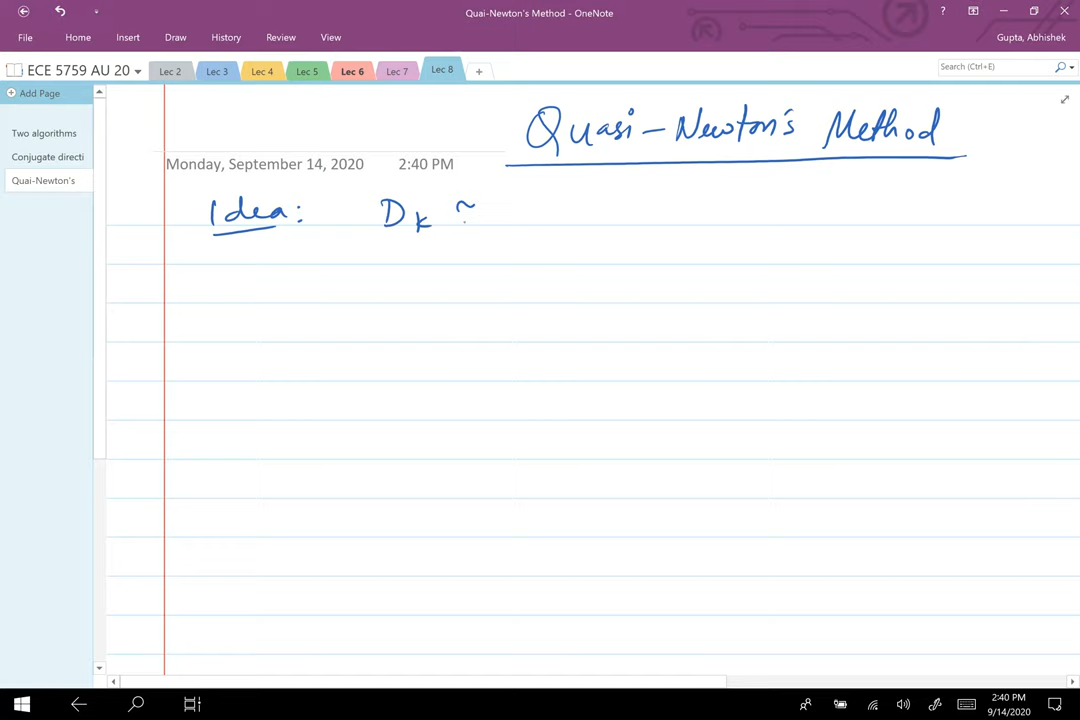 Quai-Newton's Method - OneNote
?
File Home Insert Draw History Review View Gupta, Abhishek
ECE 5759 AU 20 Lec 2 Lec 3 Lec 4 Lec 5 Lec 6 Lec 7 Lec 8 + Search (Ctrl+E)
Add Page
Quasi-Newton's Method
Two algorithms
Conjugate directi
Quai-Newton's
Monday, September 14, 2020 2:40 PM
Idea: Dk ~
2:40 PM
9/14/2020